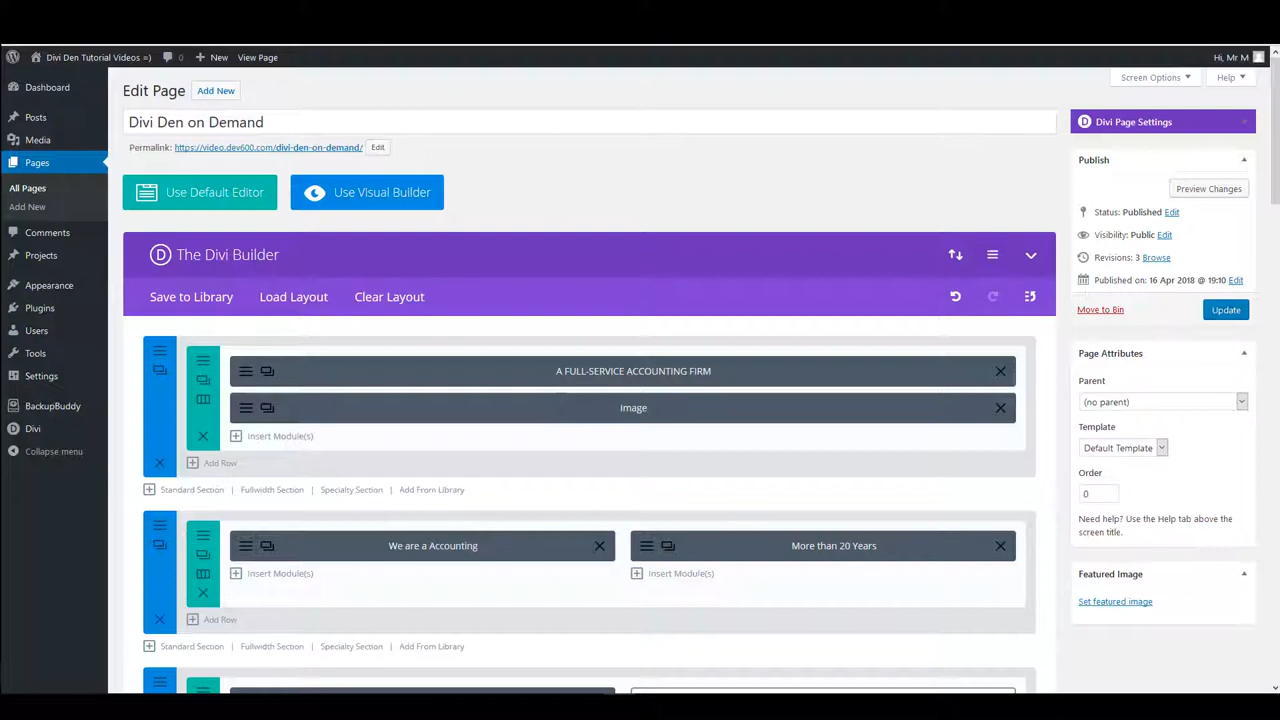 Divi Den Tutorial Videos =) 0 New View Page Hi, Mr M
Screen Options Help
Dashboard
Posts
Media
Pages
All Pages
Add New
Comments
Projects
Appearance
Plugins
Users
Tools
Settings
BackupBuddy
Divi
Collapse menu
Edit Page Add New
Divi Den on Demand
Permalink: https://video.dev600.com/divi-den-on-demand/ Edit
Use Default Editor Use Visual Builder
D The Divi Builder
Save to Library Load Layout Clear Layout
A FULL-SERVICE ACCOUNTING FIRM
Image
Insert Module(s)
Add Row
Standard Section | Fullwidth Section | Specialty Section | Add From Library
We are a Accounting More than 20 Years
Insert Module(s) Insert Module(s)
Add Row
Standard Section | Fullwidth Section | Specialty Section | Add From Library
D Divi Page Settings
Publish
Preview Changes
Status: Published Edit
Visibility: Public Edit
Revisions: 3 Browse
Published on: 16 Apr 2018 @ 19:10 Edit
Move to Bin Update
Page Attributes
Parent
(no parent)
Template
Default Template
Order
0
Need help? Use the Help tab above the
screen title.
Featured Image
Set featured image